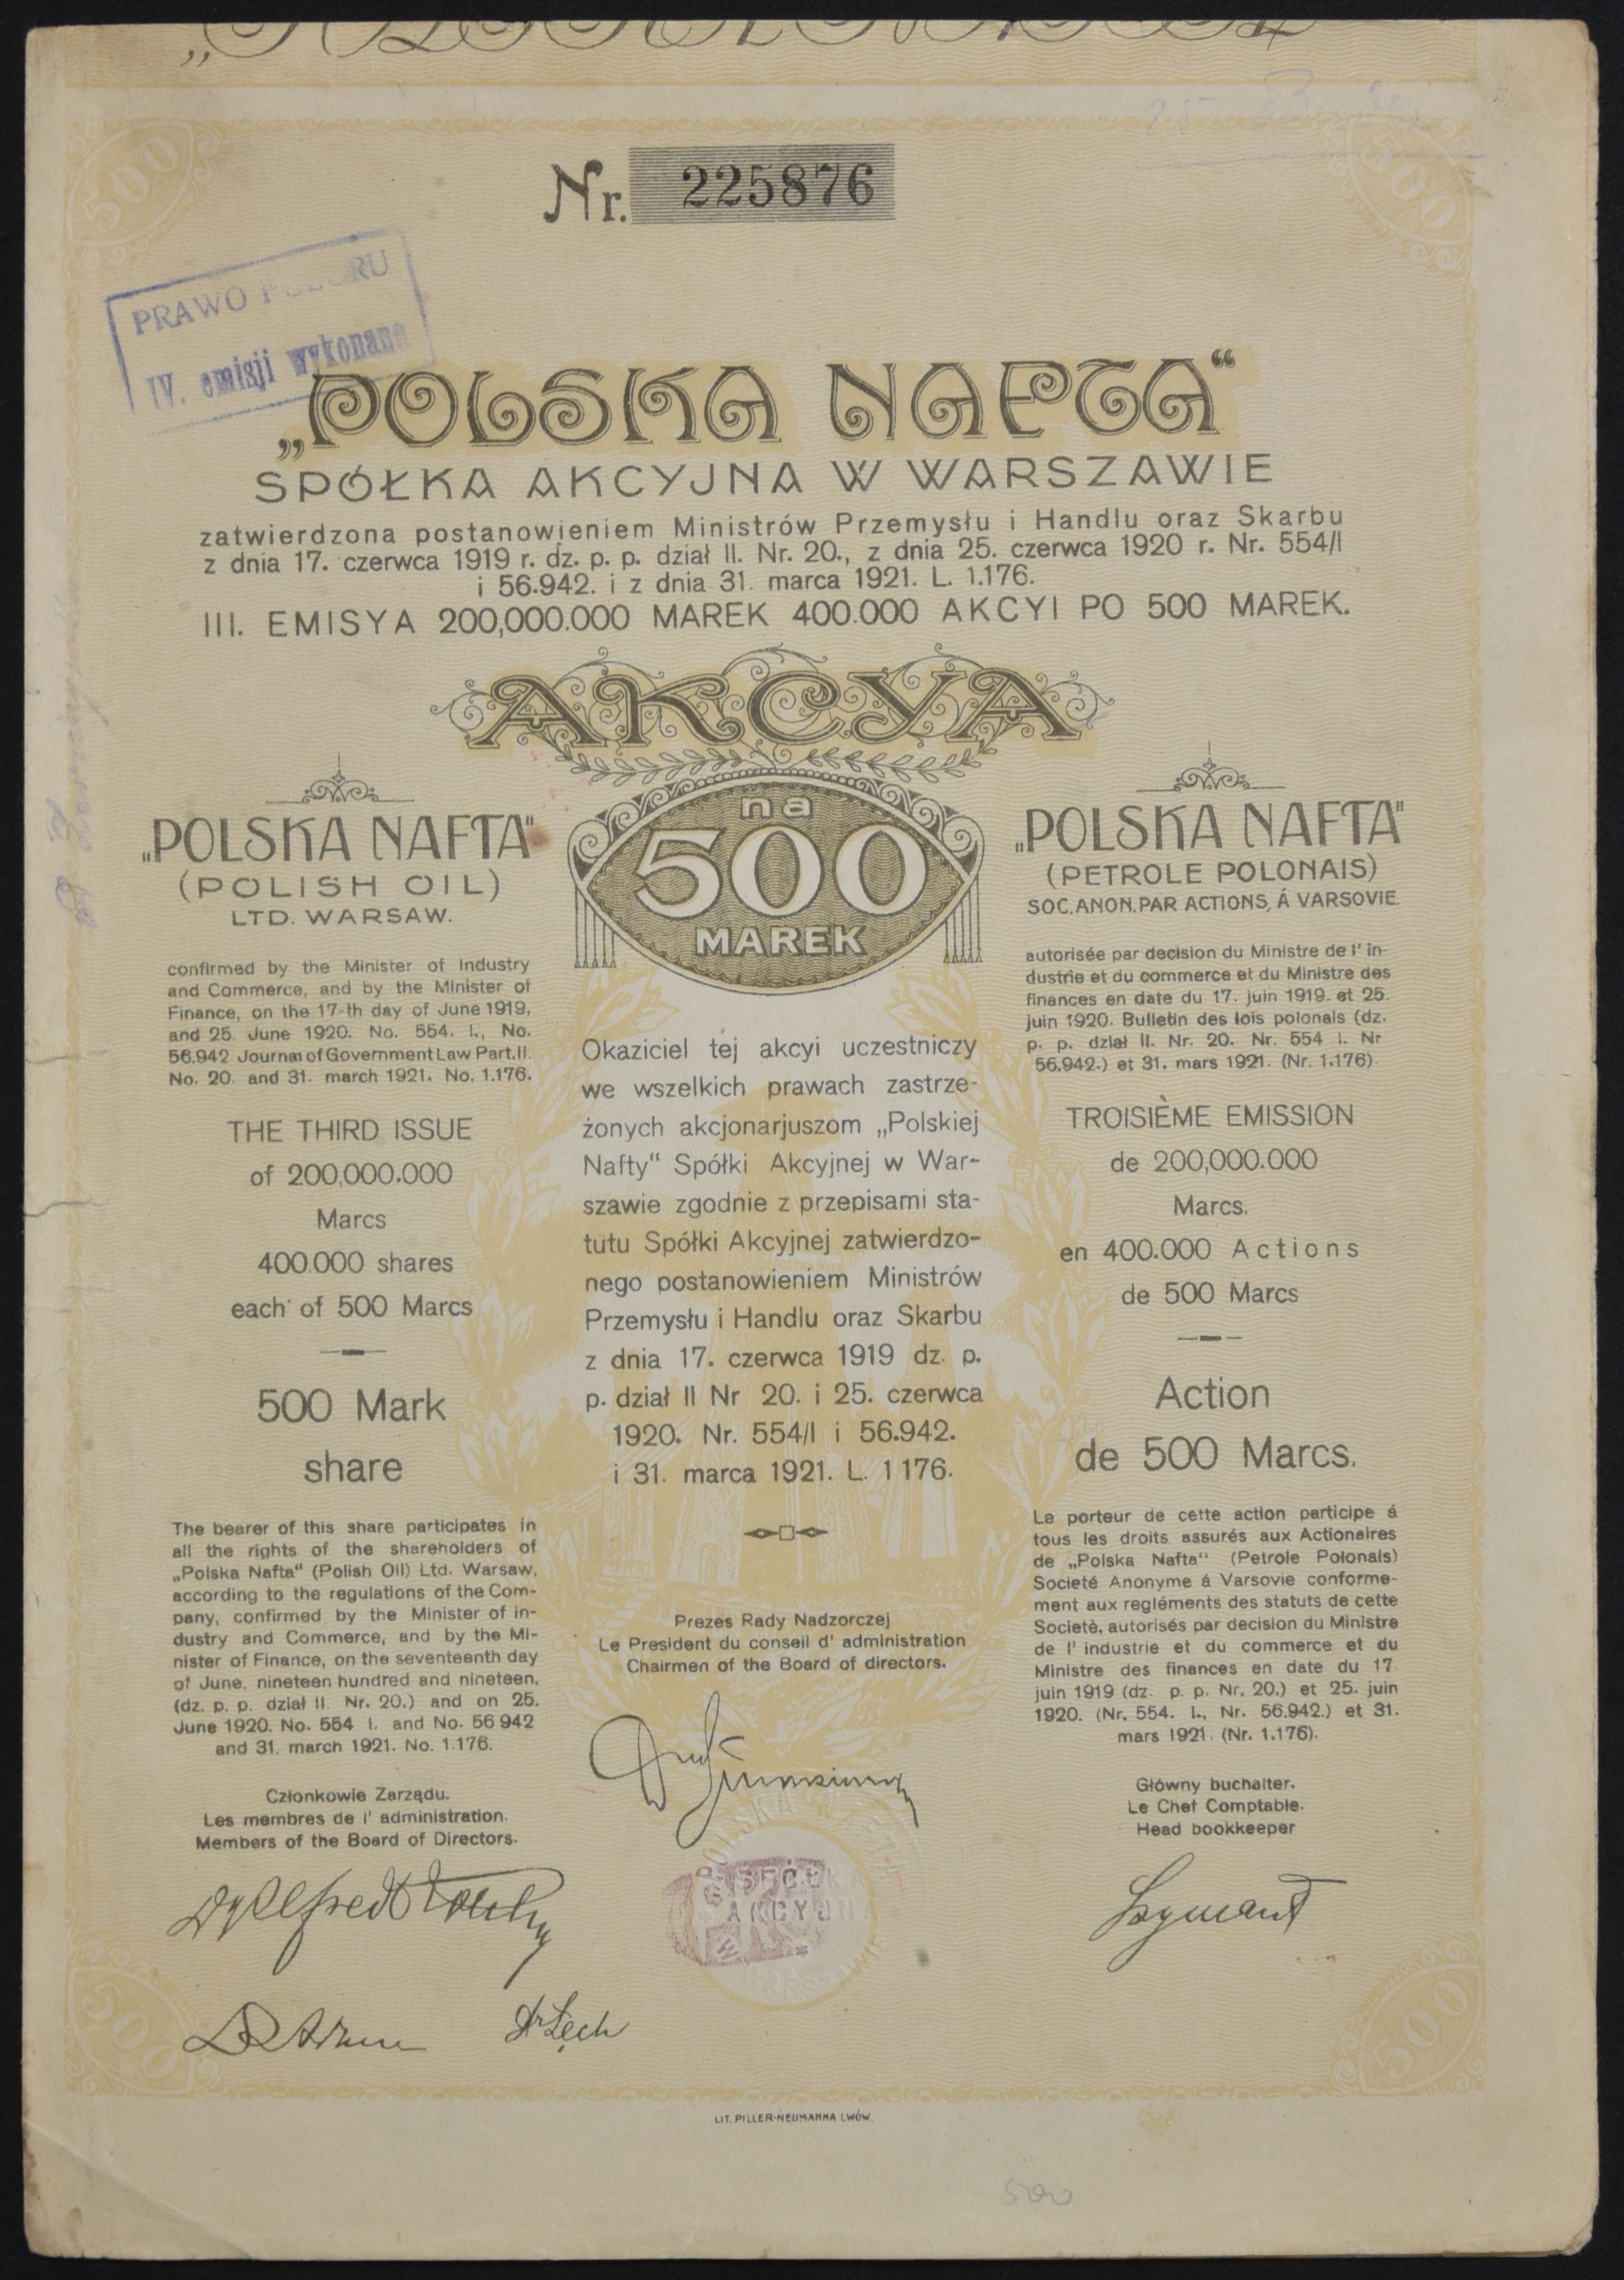 500
500
Nr. 225876
PRAWO
IV. emisji wykonane
„POLSKA NAFTA“
SPÓŁKA AKCYJNA W WARSZAWIE
zatwierdzona postanowieniem Ministrów Przemysłu i Handlu oraz Skarbu
z dnia 17. czerwca 1919 r. dz. p. p. dział II. Nr. 20., z dnia 25. czerwca 1920 r. Nr. 554/I
i 56.942. i z dnia 31. marca 1921. L. 1.176.
III. EMISYA 200,000.000 MAREK 400.000 AKCYI PO 500 MAREK.
AKCYA
na
500
MAREK
„POLSKA NAFTA"
(POLISH OIL)
LTD. WARSAW.
confirmed by the Minister of Industry
and Commerce, and by the Minister of
Finance, on the 17-th day of June 1919,
and 25. June 1920. No. 554. I., No.
56.942 Journal of Government Law Part. II.
No. 20. and 31. march 1921. No. 1.176.
THE THIRD ISSUE
of 200,000.000
Marcs
400.000 shares
each of 500 Marcs
500 Mark
share
The bearer of this share participates in
all the rights of the shareholders of
„Polska Nafta“ (Polish Oil) Ltd. Warsaw,
according to the regulations of the Com-
pany, confirmed by the Minister of in-
dustry and Commerce, and by the Mi-
nister of Finance, on the seventeenth day
of June, nineteen hundred and nineteen,
(dz. p. p. dział II. Nr. 20.) and on 25.
June 1920. No. 554 I. and No. 56 942
and 31. march 1921. No. 1.176.
Członkowie Zarządu.
Les membres de l' administration.
Members of the Board of Directors.
Okaziciel tej akcyi uczestniczy
we wszelkich prawach zastrze-
żonych akcjonarjuszom „Polskiej
Nafty“ Spółki Akcyjnej w War-
szawie zgodnie z przepisami sta-
tutu Spółki Akcyjnej zatwierdzo-
nego postanowieniem Ministrów
Przemysłu i Handlu oraz Skarbu
z dnia 17. czerwca 1919 dz. p.
p. dział II Nr 20. i 25. czerwca
1920. Nr. 554/I i 56.942.
i 31. marca 1921. L. 1176.
Prezes Rady Nadzorczej
Le President du conseil d' administration
Chairmen of the Board of directors.
„POLSKA NAFTA"
(PETROLE POLONAIS)
SOC. ANON. PAR ACTIONS, Á VARSOVIE.
autorisée par decision du Ministre de l' in-
dustrie et du commerce et du Ministre des
finances en date du 17. juin 1919. et 25.
juin 1920. Bulletin des lois polonais (dz.
p. p. dział II. Nr. 20. Nr. 554 I. Nr
56.942.) et 31. mars 1921. (Nr. 1.176).
TROISIÈME EMISSION
de 200,000.000
Marcs.
en 400.000 Actions
de 500 Marcs
Action
de 500 Marcs.
Le porteur de cette action participe á
tous les droits assurés aux Actionaires
de „Polska Nafta“ (Petrole Polonais)
Societé Anonyme á Varsovie conforme-
ment aux regléments des statuts de cette
Societè, autorisés par decision du Ministre
de l' industrie et du commerce et du
Ministre des finances en date du 17.
juin 1919 (dz. p. p. Nr. 20.) et 25. juin
1920. (Nr. 554. I., Nr. 56.942.) et 31.
mars 1921. (Nr. 1.176).
Główny buchalter.
Le Chef Comptable.
Head bookkeeper
Dr Lech
Szymant
SPÓŁKA
AKCYJNA
500
500
LIT. PILLER-NEUMANNA LWÓW.
500